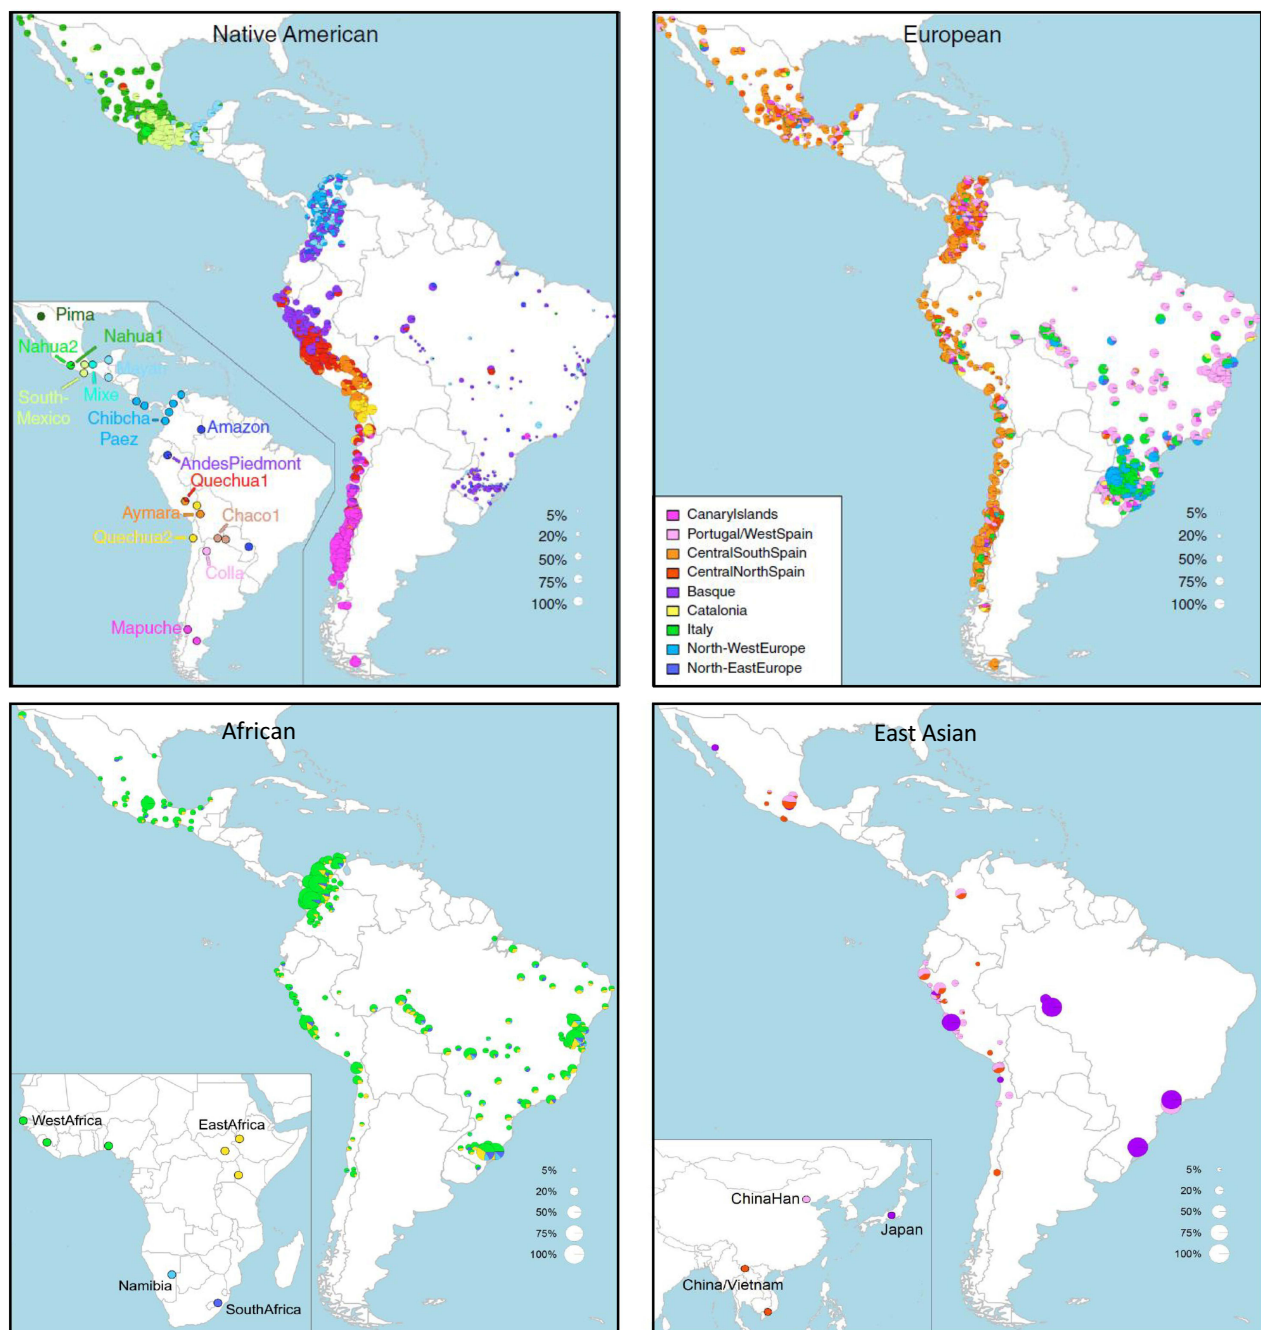 Native American
Pima
Nahua1
Nahua2
Mayan
South-
Mexico
Mixe
Chibcha
Paez
Amazon
AndesPiedmont
Quechua1
Aymara
Chaco1
Quechua2
Colla
Mapuche
5%
20%
50%
75%
100%
European
CanaryIslands
Portugal/WestSpain
CentralSouthSpain
CentralNorthSpain
Basque
Catalonia
Italy
North-WestEurope
North-EastEurope
5%
20%
50%
75%
100%
African
WestAfrica
EastAfrica
Namibia
SouthAfrica
5%
20%
50%
75%
100%
East Asian
ChinaHan
Japan
China/Vietnam
5%
20%
50%
75%
100%